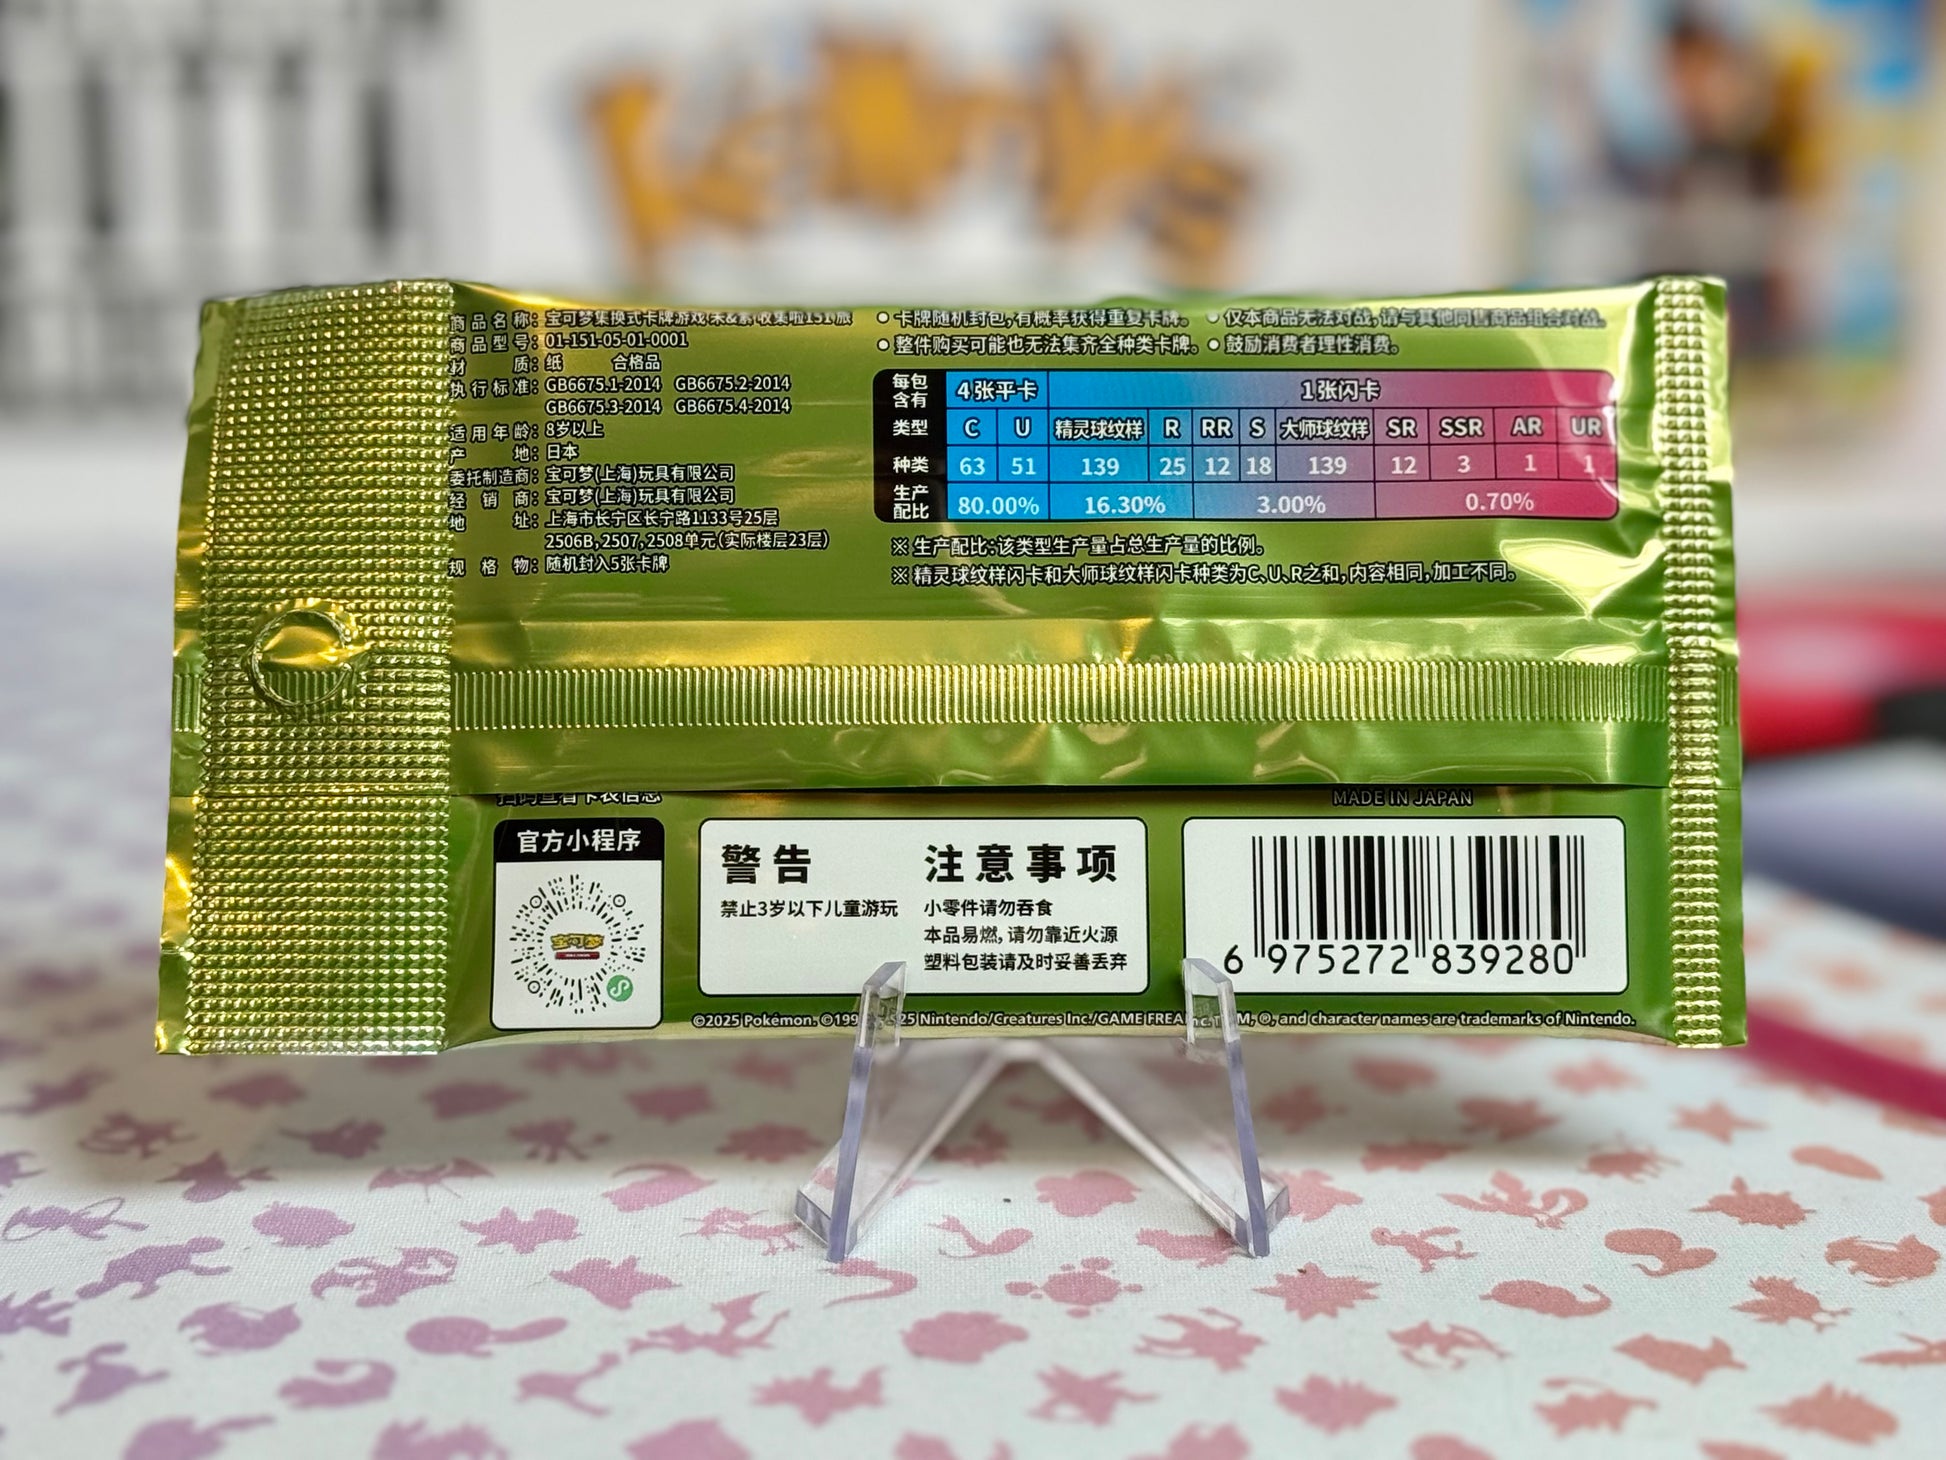 商品名称：宝可梦集换式卡牌游戏 朱&紫 收集啦151 旅
商品型号：01-151-05-01-0001
材质：纸 合格品
执行标准：GB6675.1-2014 GB6675.2-2014
GB6675.3-2014 GB6675.4-2014
适用年龄：8岁以上
产地：日本
委托制造商：宝可梦(上海)玩具有限公司
经销商：宝可梦(上海)玩具有限公司
地址：上海市长宁区长宁路1133号25层
2506B,2507,2508单元(实际楼层23层)
规格物：随机封入5张卡牌
○卡牌随机封包,有概率获得重复卡牌。 ○仅本商品无法对战,请与其他同售商品组合对战。
○整件购买可能也无法集齐全种类卡牌。 ○鼓励消费者理性消费。
每包含有 4张平卡 1张闪卡
类型 C U 精灵球纹样 R RR S 大师球纹样 SR SSR AR UR
种类 63 51 139 25 12 18 139 12 3 1 1
生产配比 80.00% 16.30% 3.00% 0.70%
※生产配比:该类型生产量占总生产量的比例。
※精灵球纹样闪卡和大师球纹样闪卡种类为C,U,R之和,内容相同,加工不同。
扫码查看卡表信息
官方小程序
宝可梦
警告
禁止3岁以下儿童游玩
注意事项
小零件请勿吞食
本品易燃,请勿靠近火源
塑料包装请及时妥善丢弃
MADE IN JAPAN
6 975272 839280
©2025 Pokémon. ©199 25 Nintendo/Creatures Inc./GAME FREA nc. TM, ®, and character names are trademarks of Nintendo.